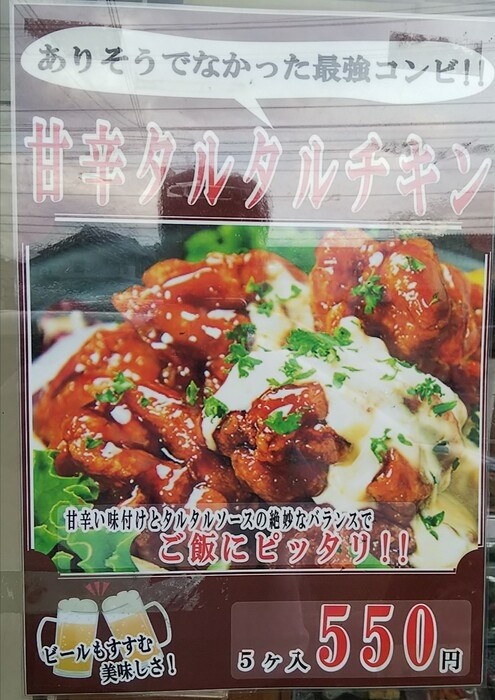 ありそうでなかった最強コンビ!!
甘辛タルタルチキン
甘辛い味付けとタルタルソースの絶妙なバランスで
ご飯にピッタリ!!
ビールもすすむ
美味しさ!
5ヶ入 550円